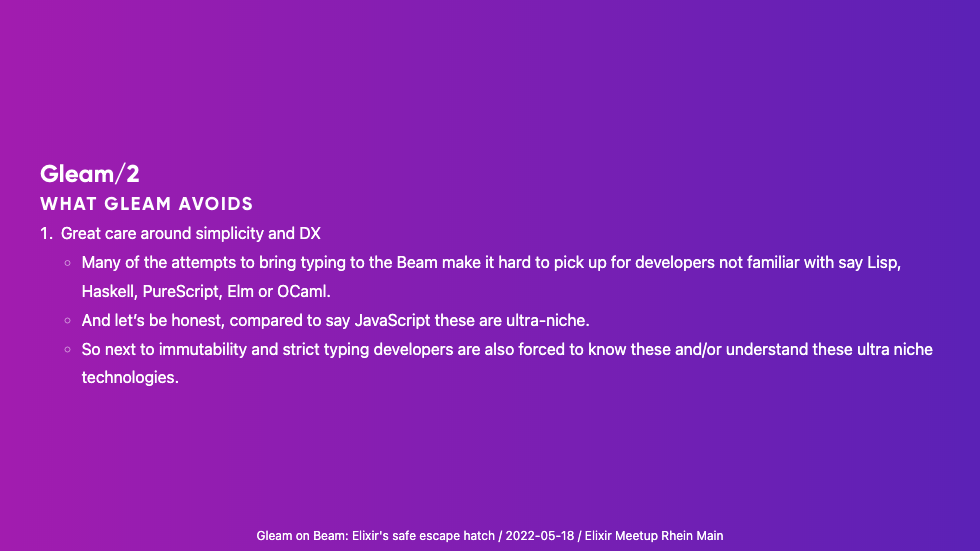 Gleam/2
WHAT GLEAM AVOIDS
1. Great care around simplicity and DX
◦ Many of the attempts to bring typing to the Beam make it hard to pick up for developers not familiar with say Lisp,
Haskell, PureScript, Elm or OCaml.
◦ And let’s be honest, compared to say JavaScript these are ultra-niche.
◦ So next to immutability and strict typing developers are also forced to know these and/or understand these ultra niche
technologies.
Gleam on Beam: Elixir's safe escape hatch / 2022-05-18 / Elixir Meetup Rhein Main